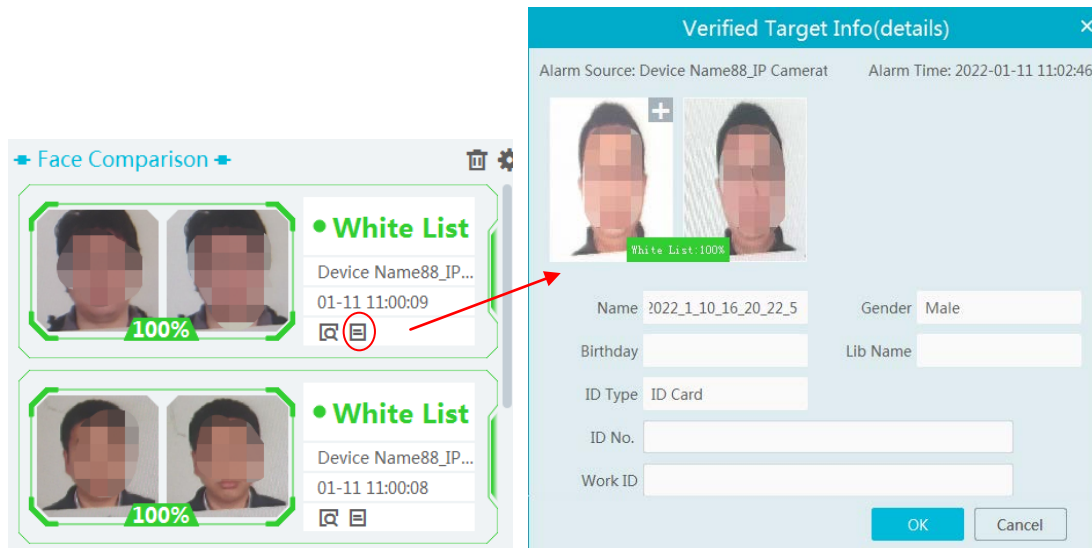 Face Comparison
White List
Device Name88_IP...
01-11 11:00:09
100%
White List
Device Name88_IP...
01-11 11:00:08
100%
Verified Target Info(details)
Alarm Source: Device Name88_IP Camerat Alarm Time: 2022-01-11 11:02:46
White List:100%
Name 2022_1_10_16_20_22_5 Gender Male
Birthday Lib Name
ID Type ID Card
ID No.
Work ID
OK Cancel